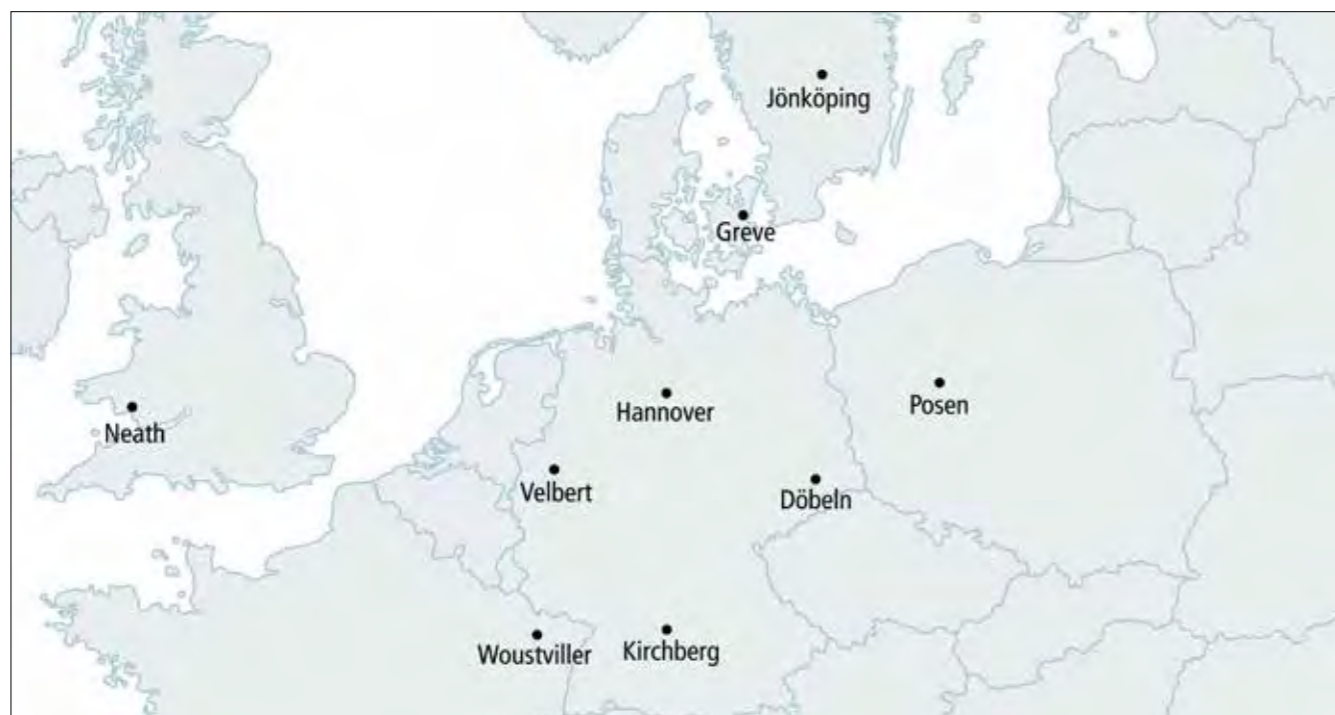 Jönköping
Greve
Hannover
Posen
Neath
Velbert
Döbeln
Woustviller
Kirchberg